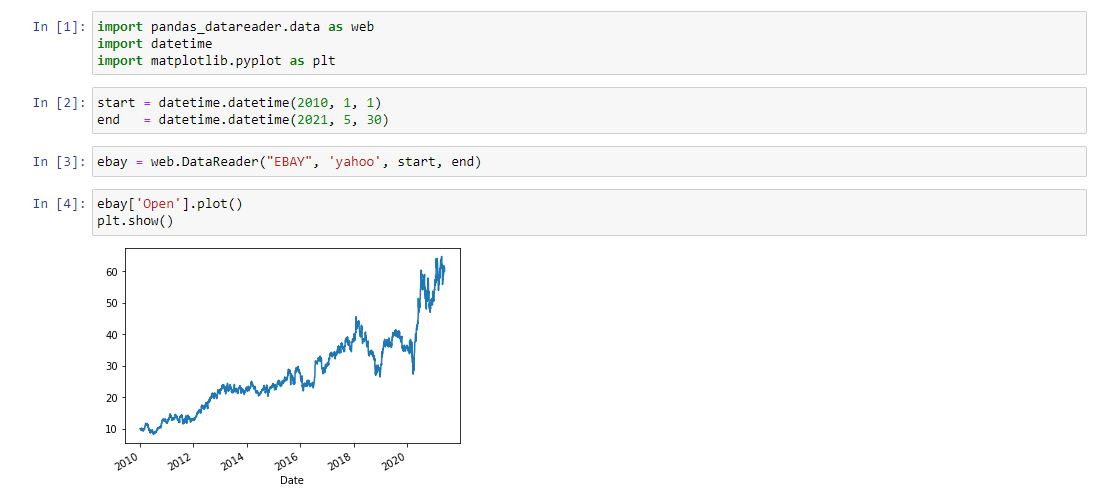 In [1]: import pandas_datareader.data as web
import datetime
import matplotlib.pyplot as plt
In [2]: start = datetime.datetime(2010, 1, 1)
end   = datetime.datetime(2021, 5, 30)
In [3]: ebay = web.DataReader("EBAY", 'yahoo', start, end)
In [4]: ebay['Open'].plot()
plt.show()
60
50
40
30
20
10
2010 2012 2014 2016 2018 2020
Date